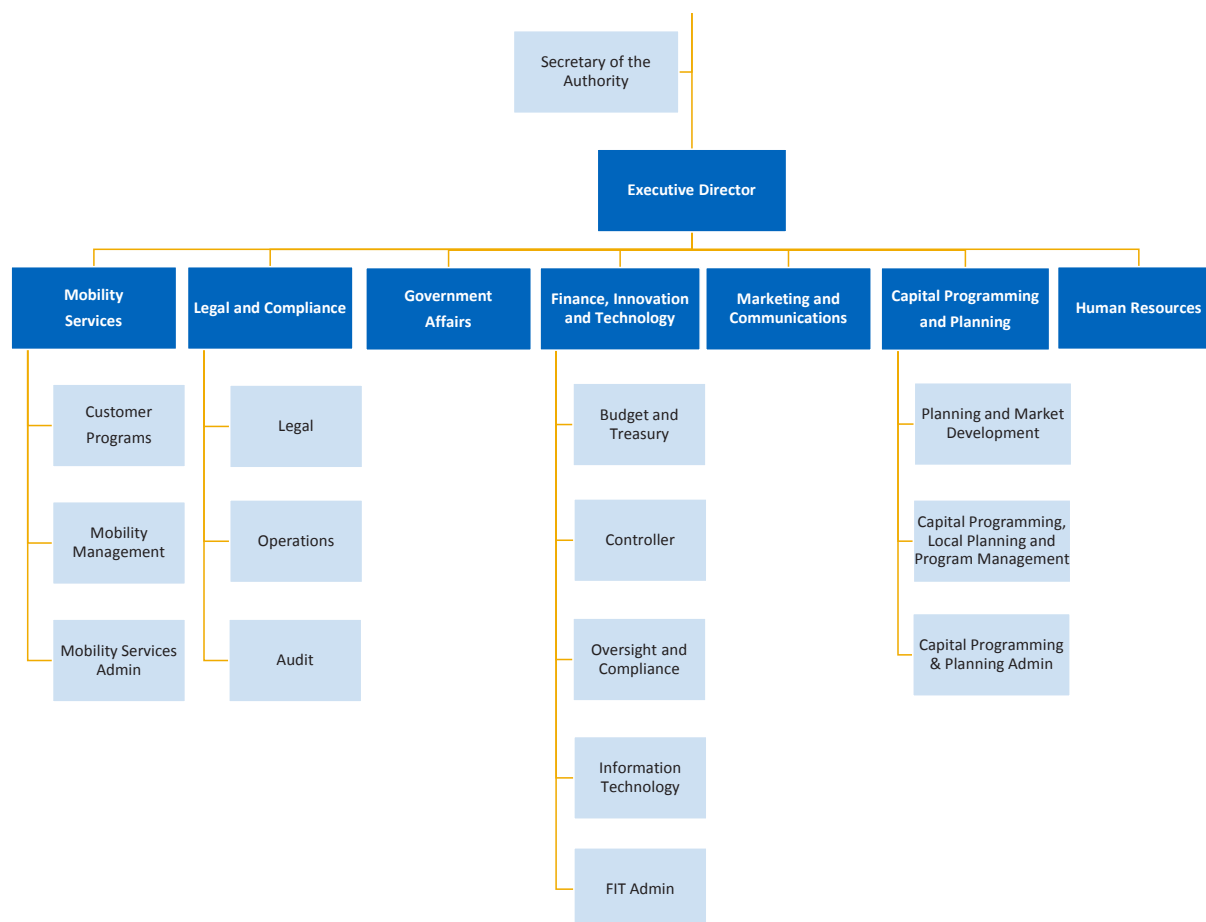 Secretary of the
Authority
Executive Director
Mobility
Services
Legal and Compliance
Government
Affairs
Finance, Innovation
and Technology
Marketing and
Communications
Capital Programming
and Planning
Human Resources
Customer
Programs
Mobility
Management
Mobility Services
Admin
Legal
Operations
Audit
Budget and
Treasury
Controller
Oversight and
Compliance
Information
Technology
FIT Admin
Planning and Market
Development
Capital Programming,
Local Planning and
Program Management
Capital Programming
& Planning Admin